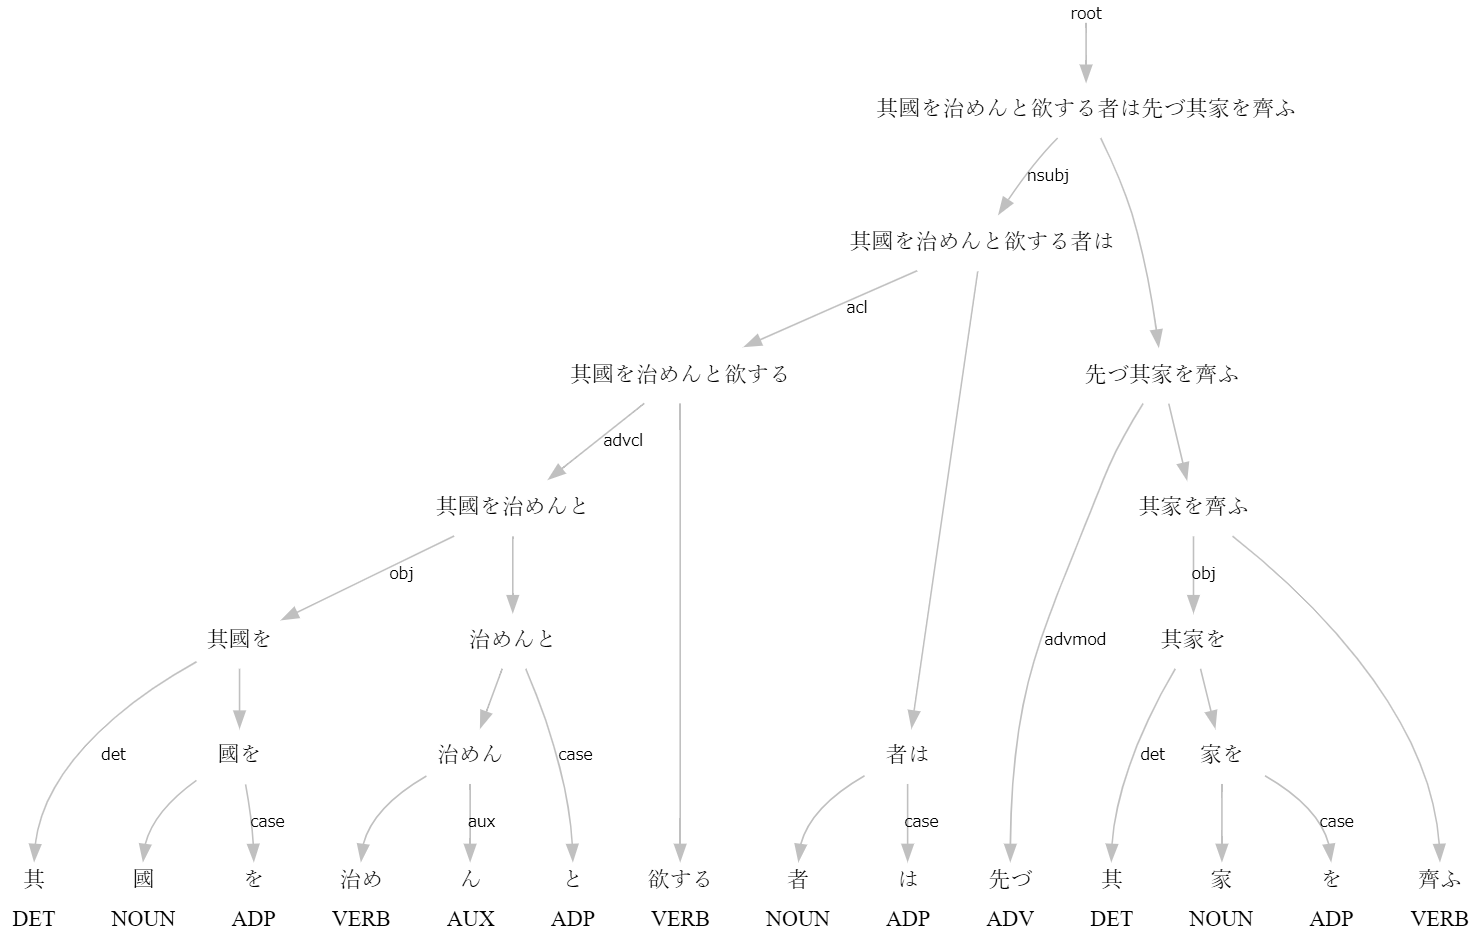 root
其國を治めんと欲する者は先づ其家を齊ふ
nsubj
其國を治めんと欲する者は
acl
其國を治めんと欲する 先づ其家を齊ふ
advcl
其國を治めんと 其家を齊ふ
obj obj
其國を 治めんと advmod 其家を
det 國を 治めん case 者は det 家を
case aux case case
其 國 を 治め ん と 欲する 者 は 先づ 其 家 を 齊ふ
DET NOUN ADP VERB AUX ADP VERB NOUN ADP ADV DET NOUN ADP VERB